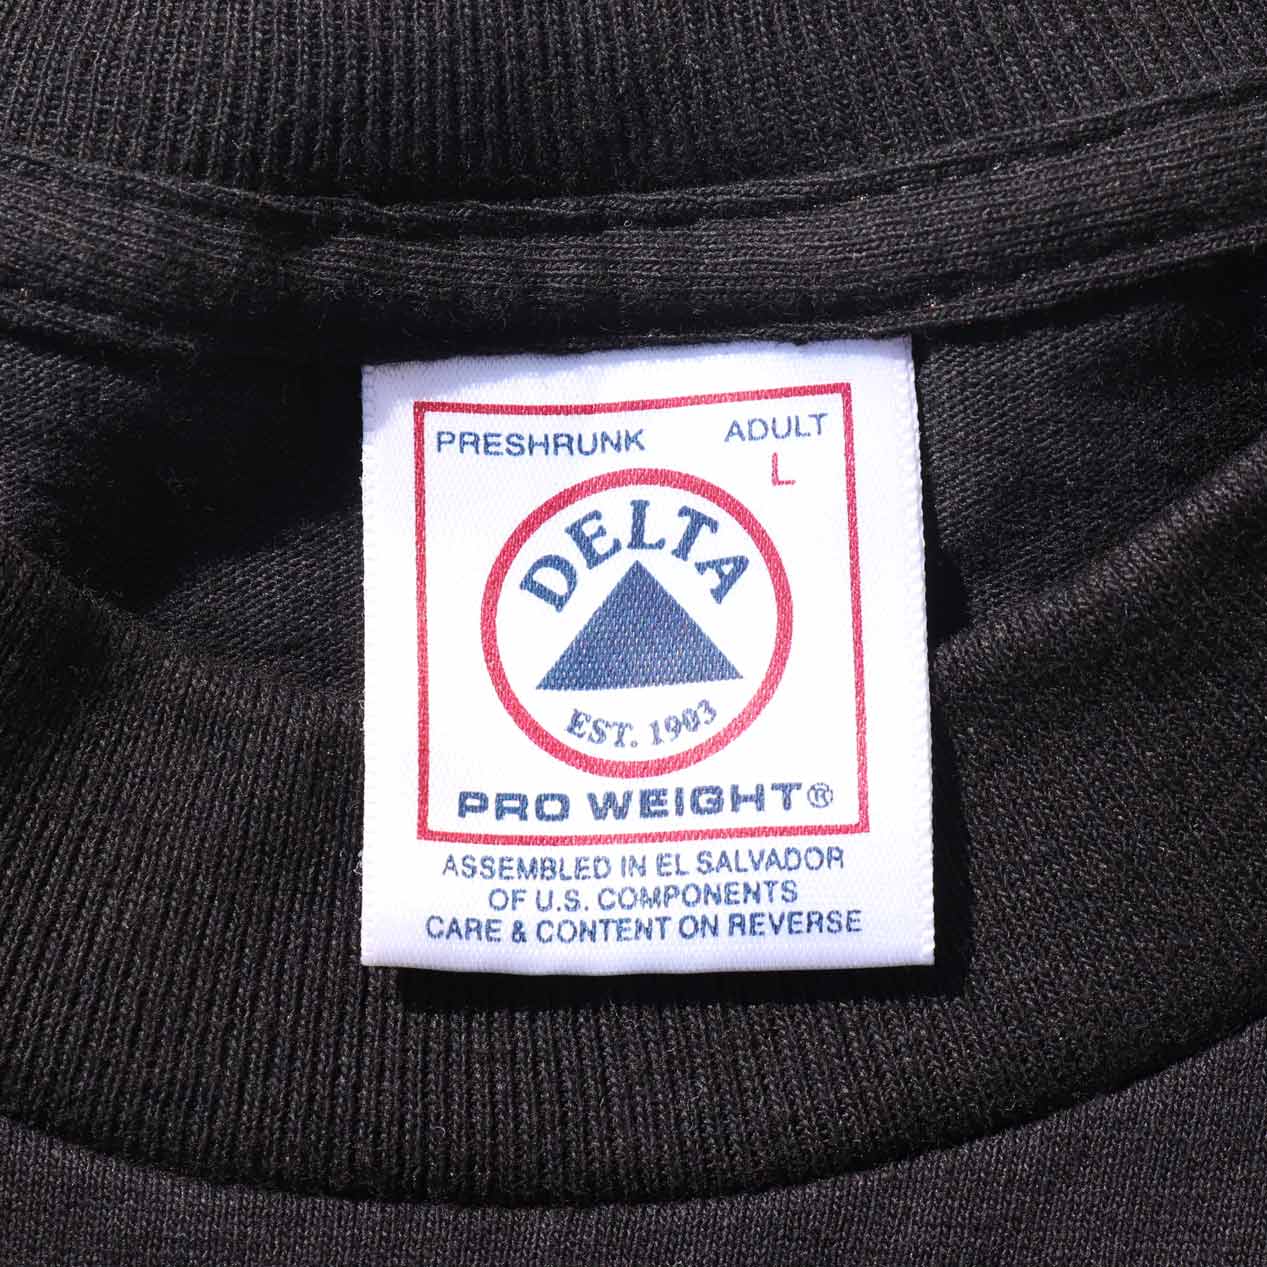 PRESHRUNK ADULT
L
DELTA
EST. 1903
PRO WEIGHT®
ASSEMBLED IN EL SALVADOR
OF U.S. COMPONENTS
CARE & CONTENT ON REVERSE